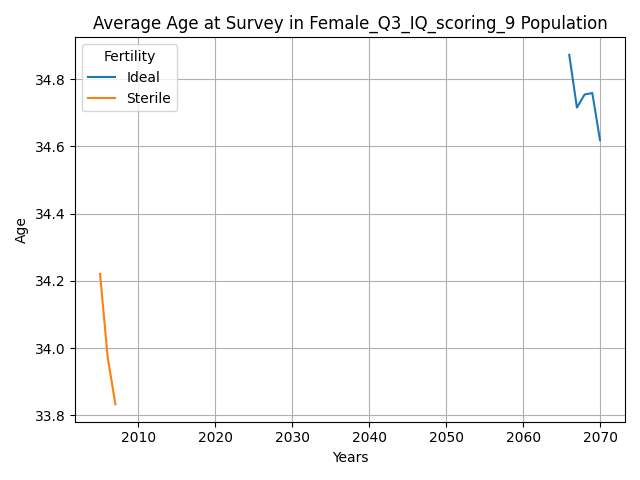 Average Age at Survey in Female_Q3_IQ_scoring_9 Population
Fertility
Ideal
Sterile
Age
34.8
34.6
34.4
34.2
34.0
33.8
2010 2020 2030 2040 2050 2060 2070
Years